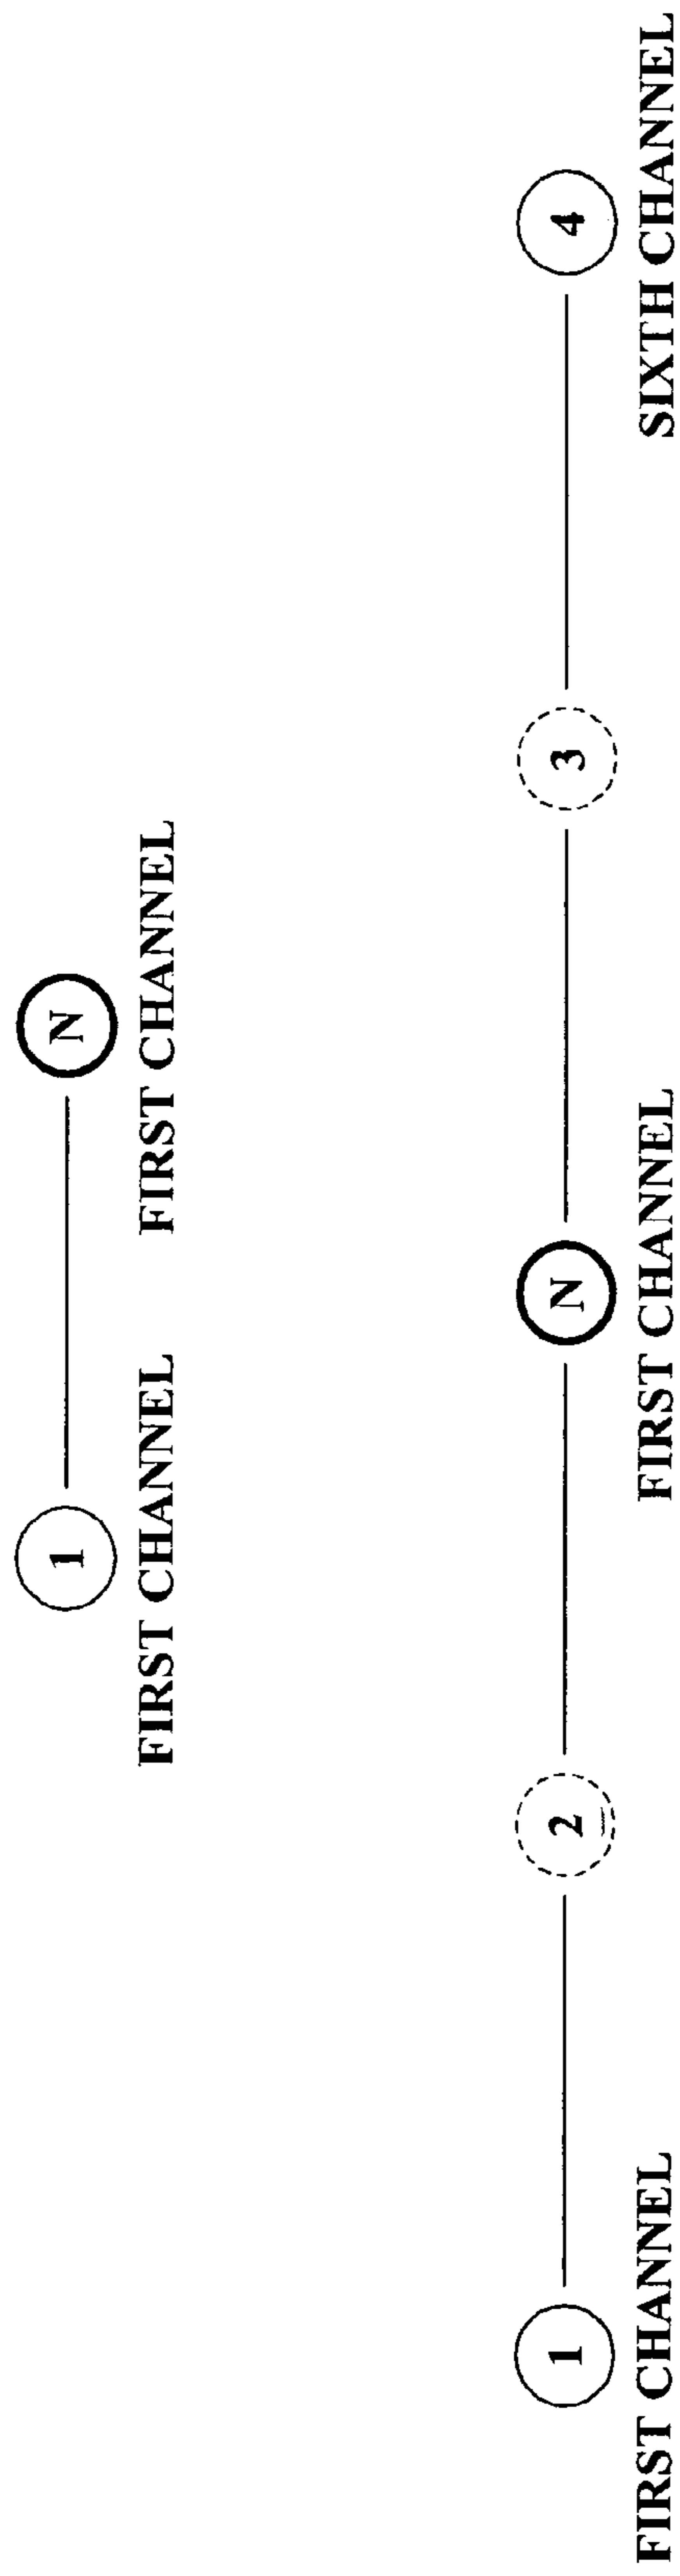 1 N
FIRST CHANNEL FIRST CHANNEL
1 2 N 3 4
FIRST CHANNEL FIRST CHANNEL SIXTH CHANNEL